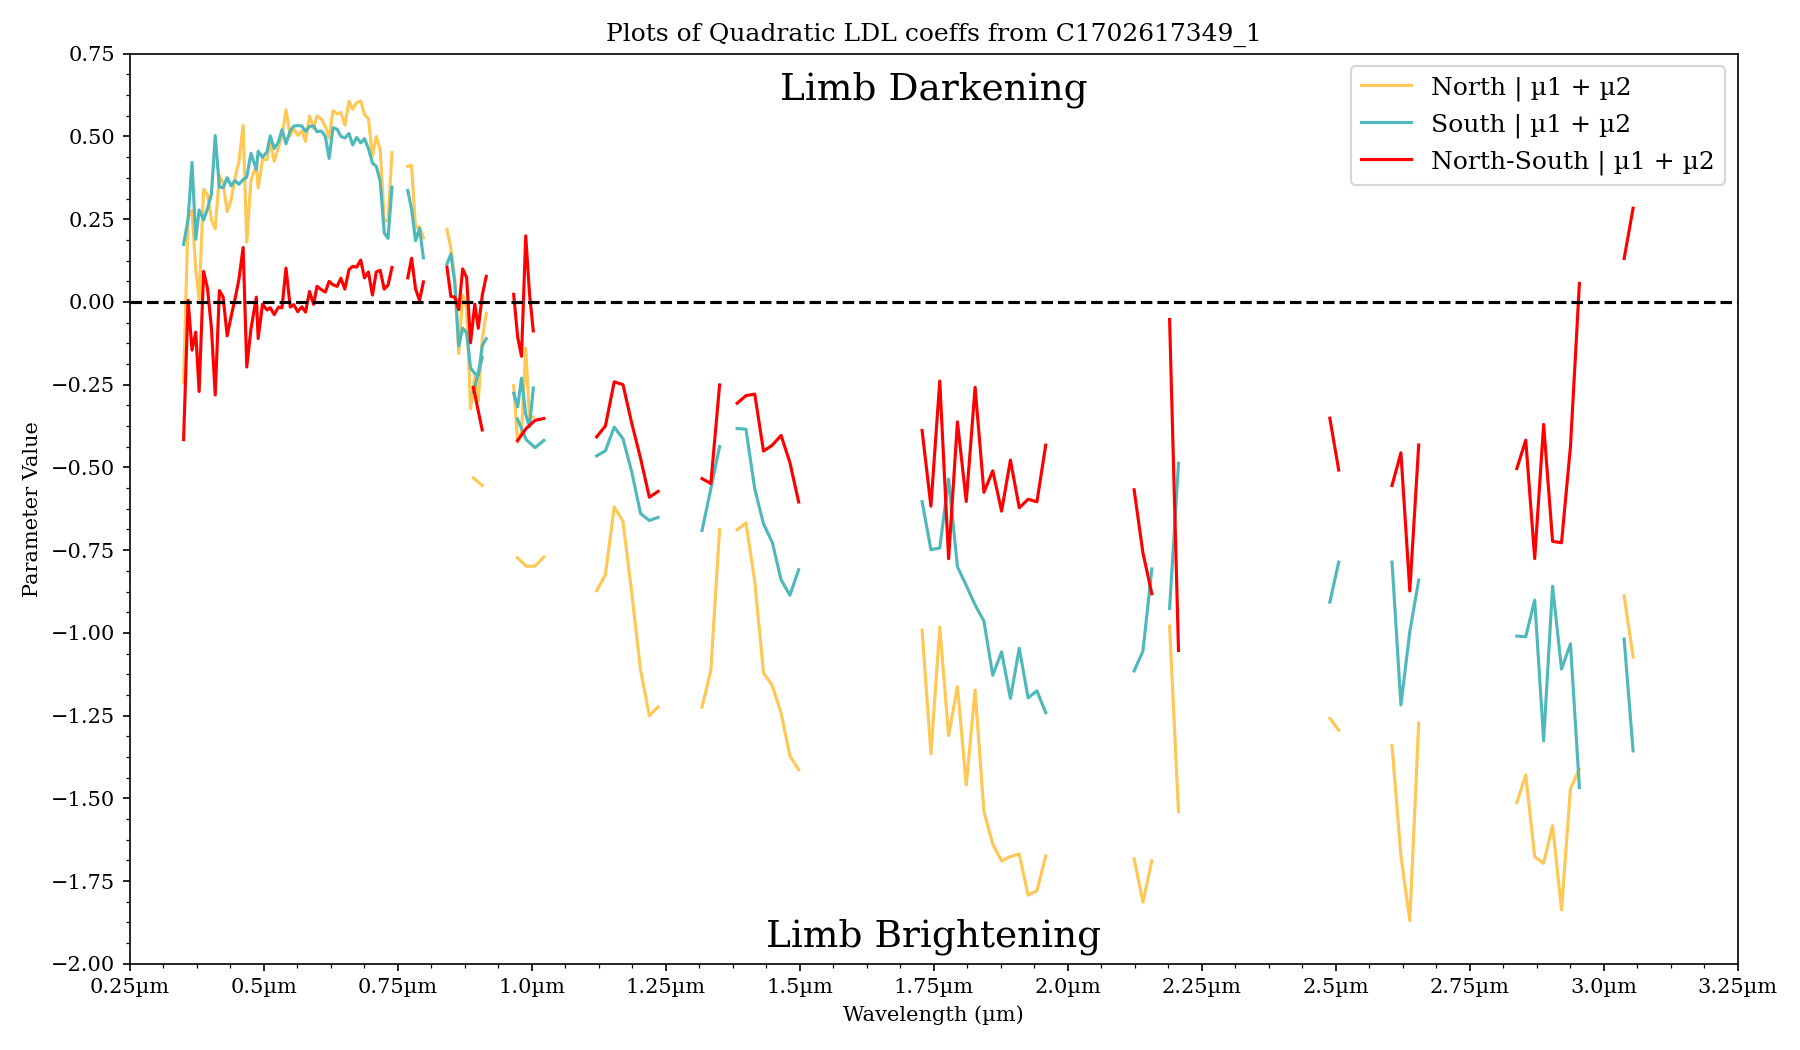 Plots of Quadratic LDL coeffs from C1702617349_1
Limb Darkening
North | µ1 + µ2
South | µ1 + µ2
North-South | µ1 + µ2
Parameter Value
0.75
0.50
0.25
0.00
−0.25
−0.50
−0.75
−1.00
−1.25
−1.50
−1.75
−2.00
Limb Brightening
0.25µm 0.5µm 0.75µm 1.0µm 1.25µm 1.5µm 1.75µm 2.0µm 2.25µm 2.5µm 2.75µm 3.0µm 3.25µm
Wavelength (µm)